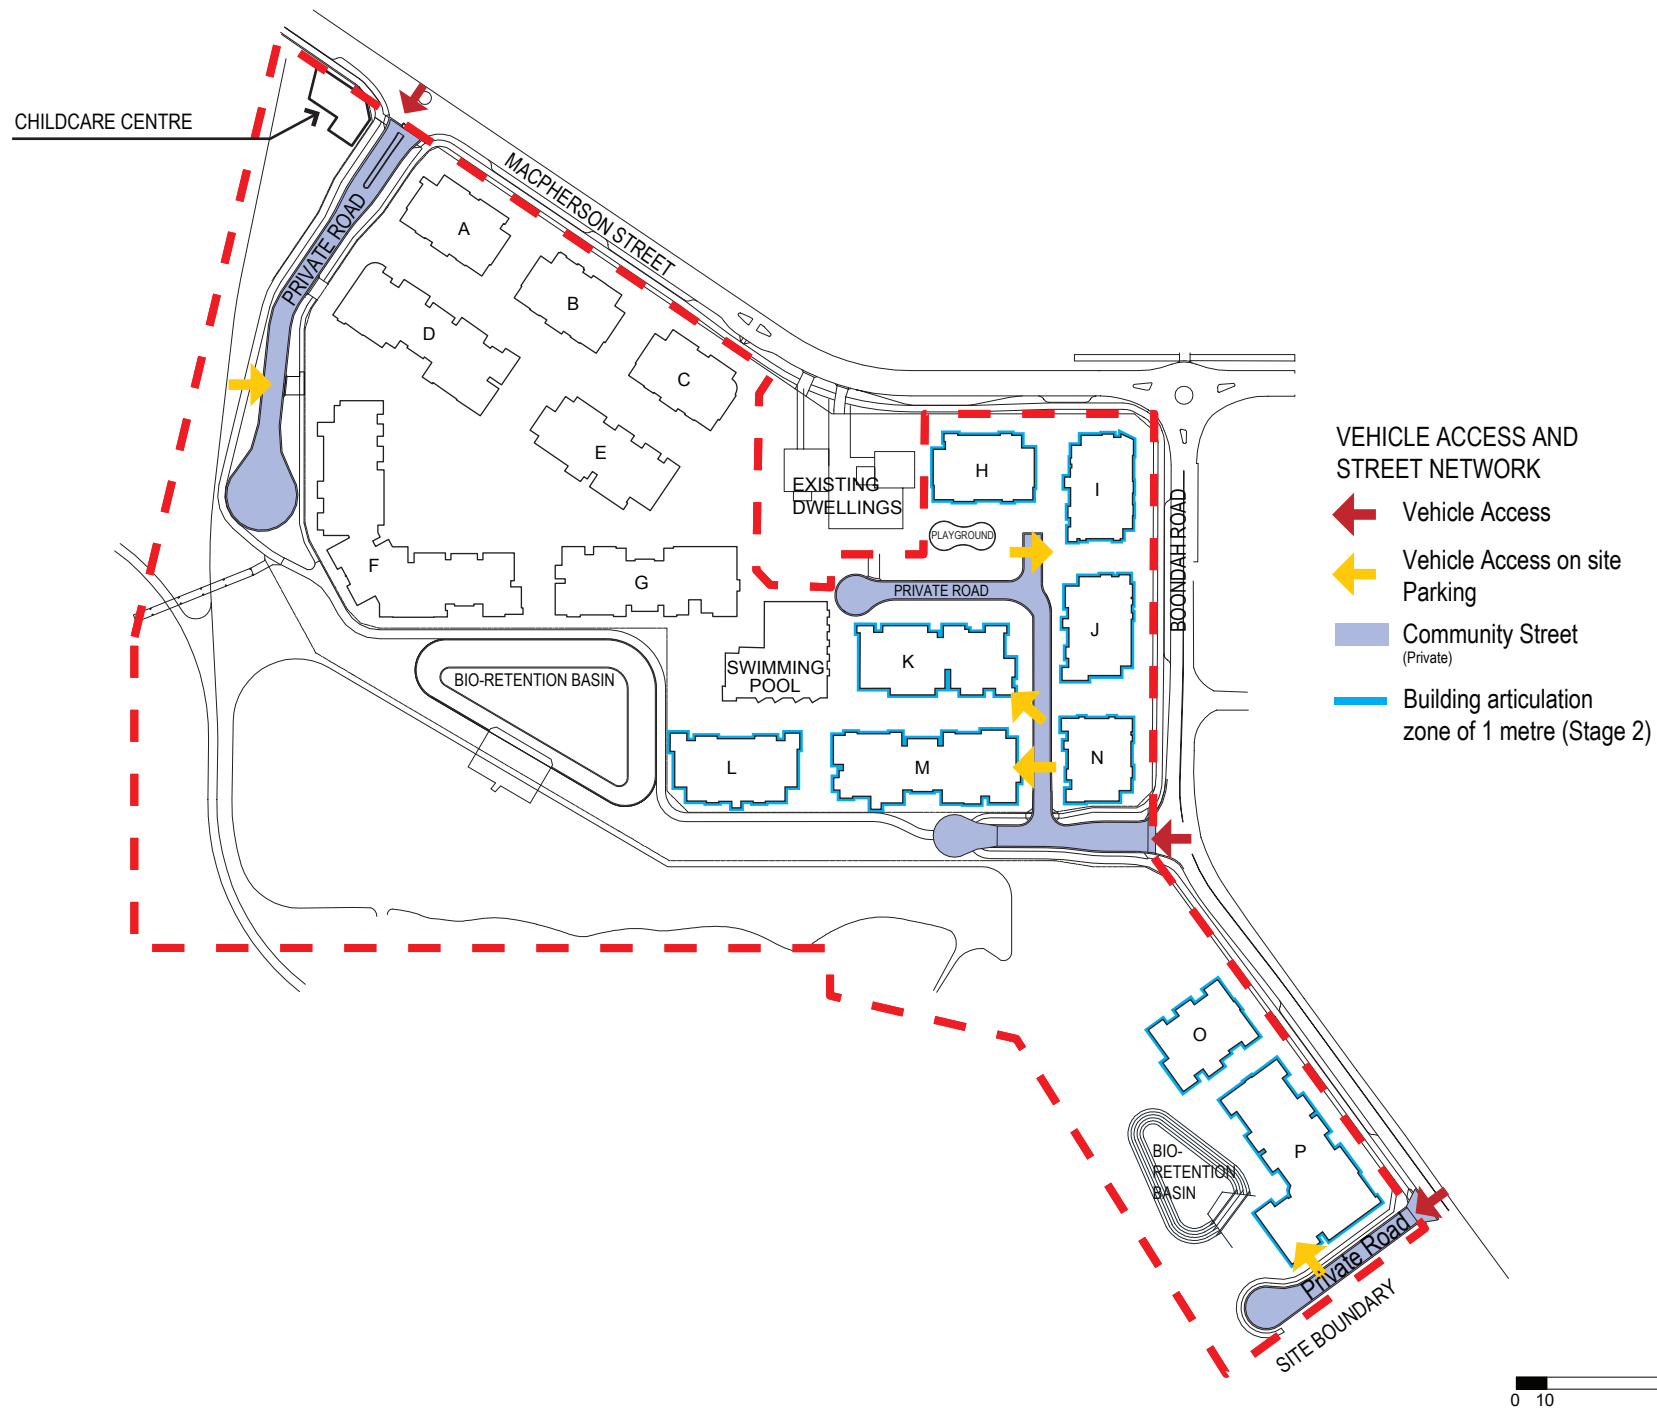 CHILDCARE CENTRE
MACPHERSON STREET
PRIVATE ROAD
A
B
C
D
E
F
G
EXISTING
DWELLINGS
H
I
PLAYGROUND
PRIVATE ROAD
BOONDAH ROAD
J
K
SWIMMING
POOL
BIO-RETENTION BASIN
L
M
N
O
P
BIO-
RETENTION
BASIN
Private Road
SITE BOUNDARY
VEHICLE ACCESS AND
STREET NETWORK
Vehicle Access
Vehicle Access on site
Parking
Community Street
(Private)
Building articulation
zone of 1 metre (Stage 2)
0 10